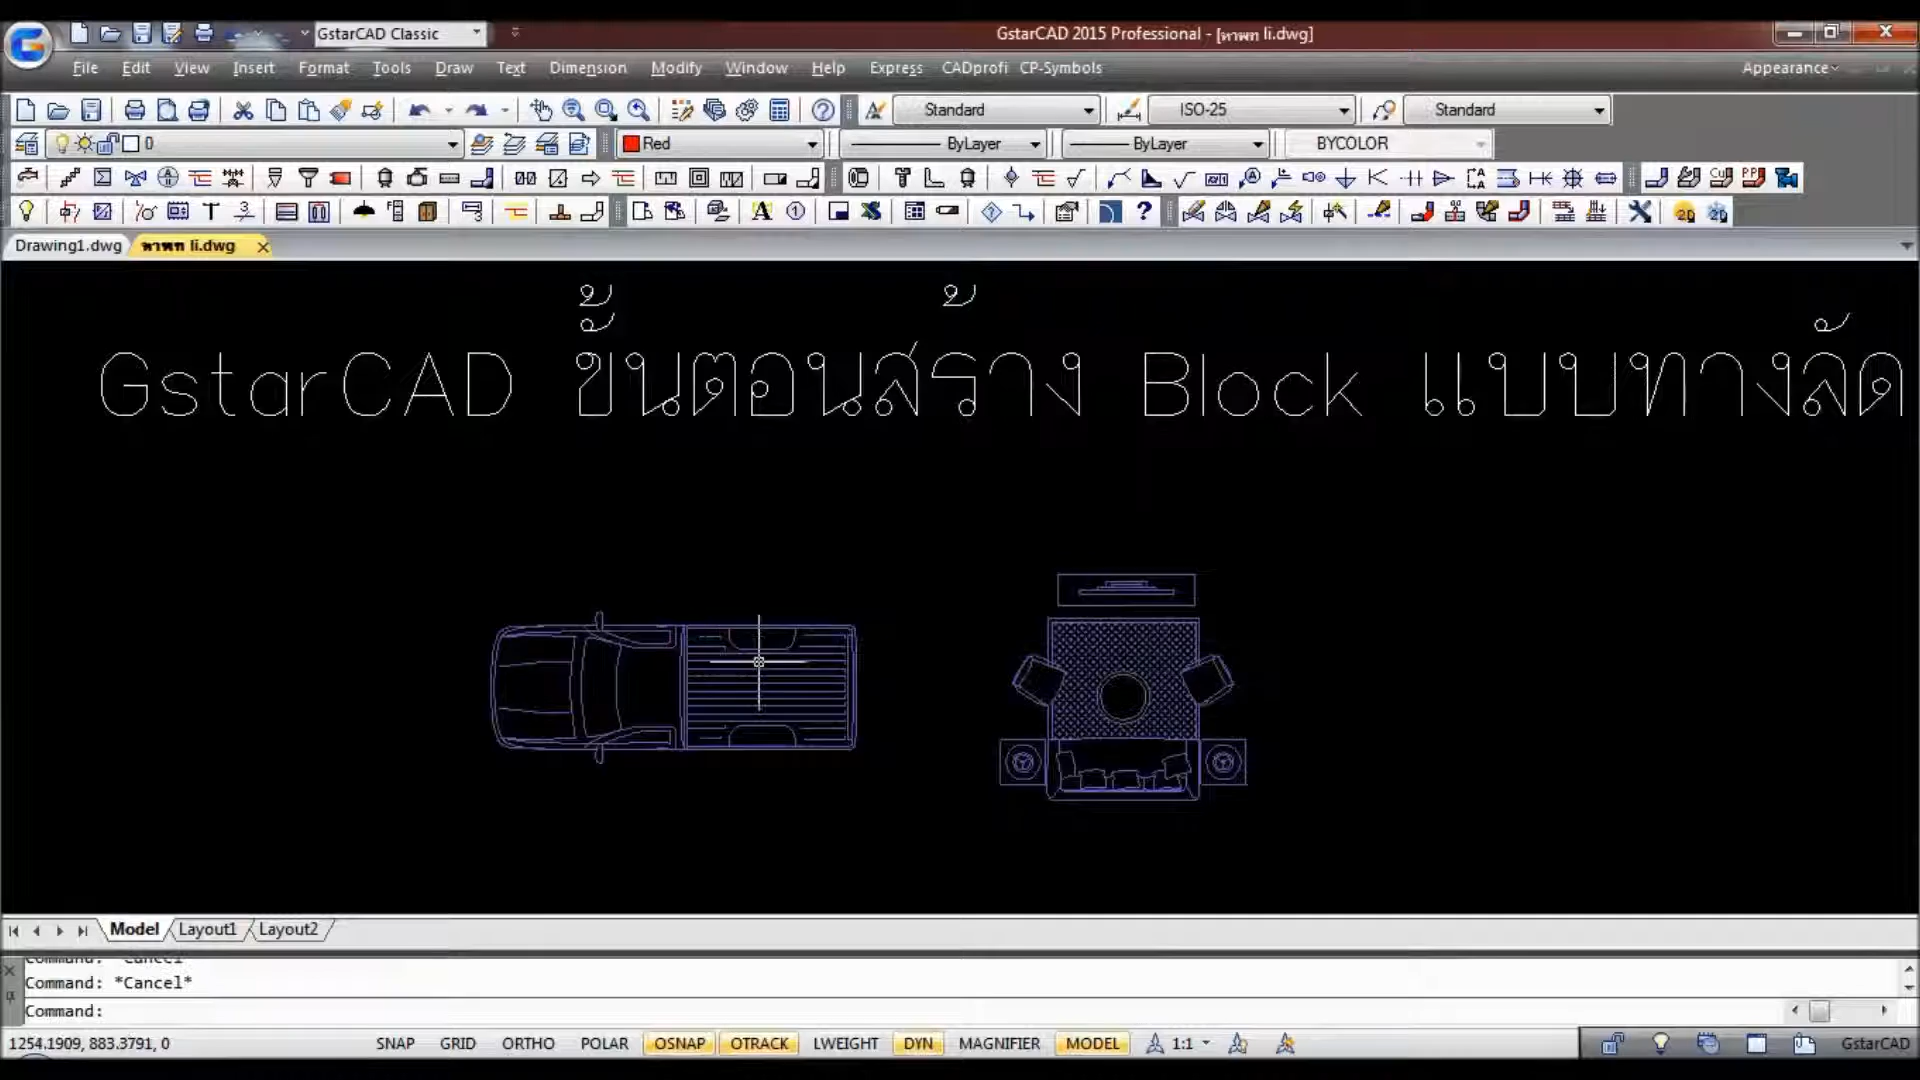 GstarCAD Classic
GstarCAD 2015 Professional - [หาพท li.dwg]
File Edit View Insert Format Tools Draw Text Dimension Modify Window Help Express CADprofi CP-Symbols Appearance
Standard ISO-25 Standard
0 Red ByLayer ByLayer BYCOLOR
Drawing1.dwg หาพท li.dwg
GstarCAD ขั้นตอนสร้าง Block แบบทางลัด
Model Layout1 Layout2
Command: *Cancel*
Command: *Cancel*
Command:
1254.1909, 883.3791, 0 SNAP GRID ORTHO POLAR OSNAP OTRACK LWEIGHT DYN MAGNIFIER MODEL 1:1 GstarCAD